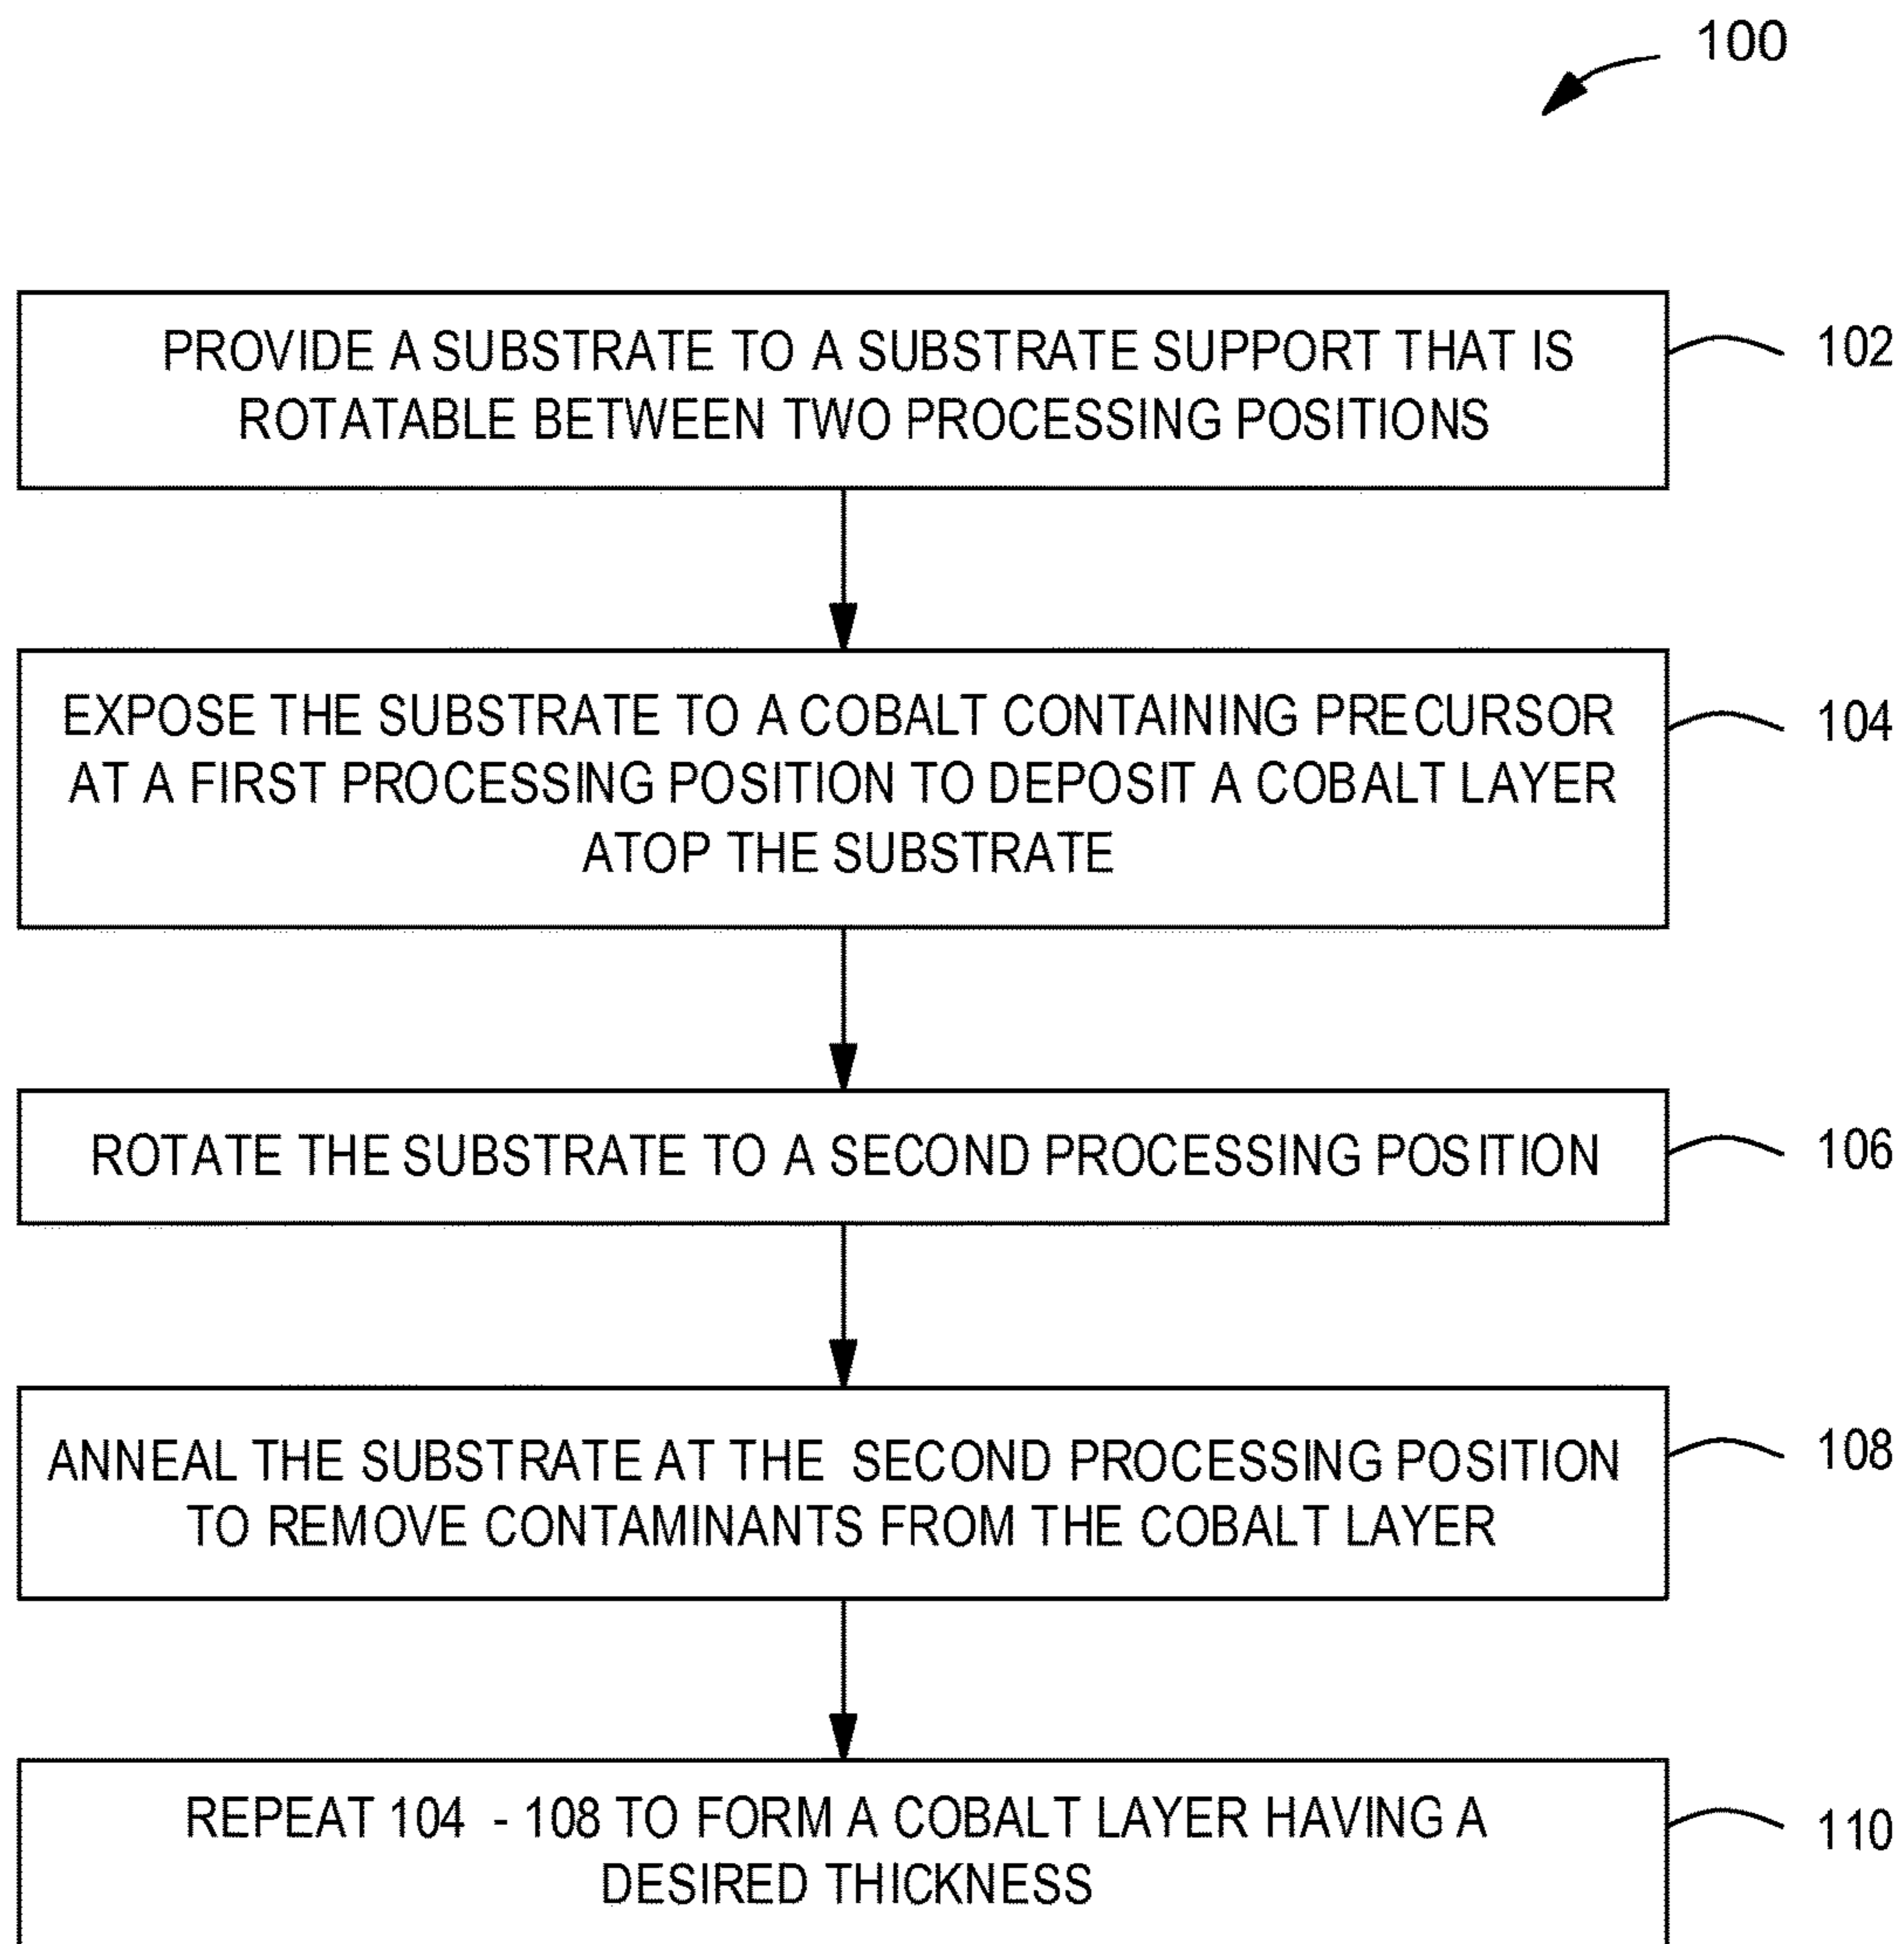 100
PROVIDE A SUBSTRATE TO A SUBSTRATE SUPPORT THAT IS
ROTATABLE BETWEEN TWO PROCESSING POSITIONS
102
EXPOSE THE SUBSTRATE TO A COBALT CONTAINING PRECURSOR
AT A FIRST PROCESSING POSITION TO DEPOSIT A COBALT LAYER
ATOP THE SUBSTRATE
104
ROTATE THE SUBSTRATE TO A SECOND PROCESSING POSITION
106
ANNEAL THE SUBSTRATE AT THE SECOND PROCESSING POSITION
TO REMOVE CONTAMINANTS FROM THE COBALT LAYER
108
REPEAT 104 - 108 TO FORM A COBALT LAYER HAVING A
DESIRED THICKNESS
110